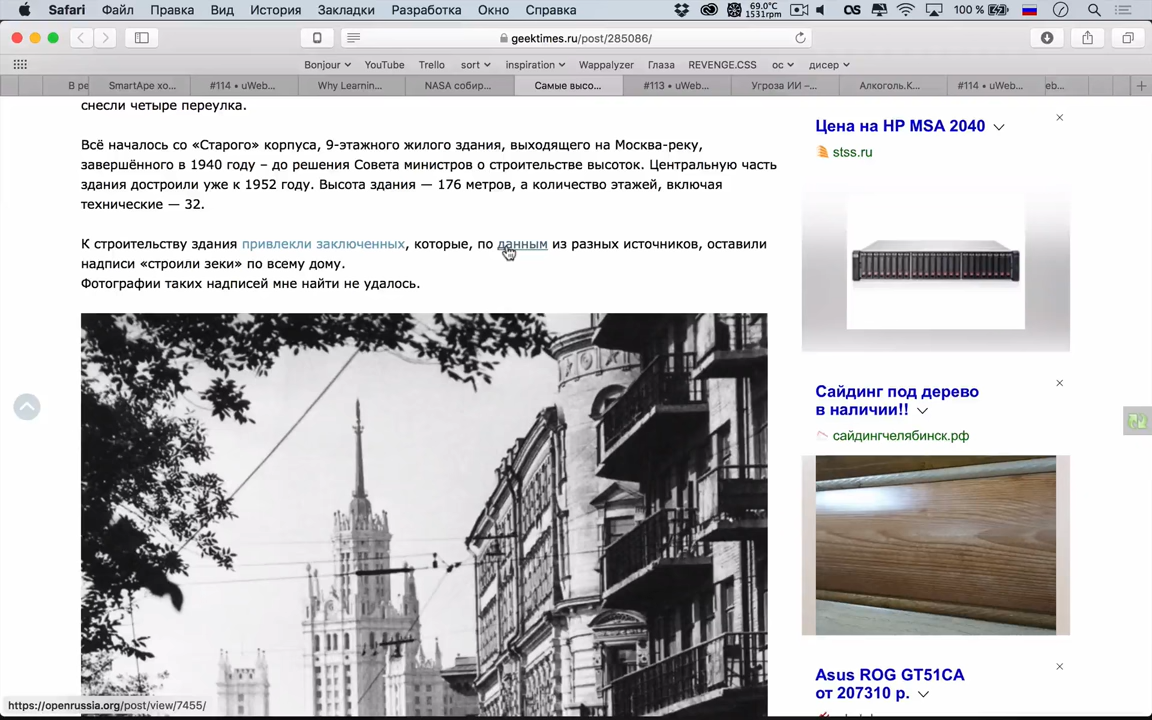 Safari Файл Правка Вид История Закладки Разработка Окно Справка 69.0°C 1531rpm 100 %
geektimes.ru/post/285086/
Bonjour YouTube Trello sort inspiration Wappalyzer Глаза REVENGE.CSS ос дисер
В ре SmartApe хо... #114 • uWeb... Why Learnin... NASA собир... Самые высо... #113 • uWeb... Угроза ИИ –... Алкоголь.К... #114 • uWeb... eb...
снесли четыре переулка.
Всё началось со «Старого» корпуса, 9-этажного жилого здания, выходящего на Москва-реку,
завершённого в 1940 году – до решения Совета министров о строительстве высоток. Центральную часть
здания достроили уже к 1952 году. Высота здания — 176 метров, а количество этажей, включая
технические — 32.
К строительству здания привлекли заключенных, которые, по данным из разных источников, оставили
надписи «строили зеки» по всему дому.
Фотографии таких надписей мне найти не удалось.
Цена на HP MSA 2040
stss.ru
Сайдинг под дерево
в наличии!!
сайдингчелябинск.рф
Asus ROG GT51CA
от 207310 р.
https://openrussia.org/post/view/7455/